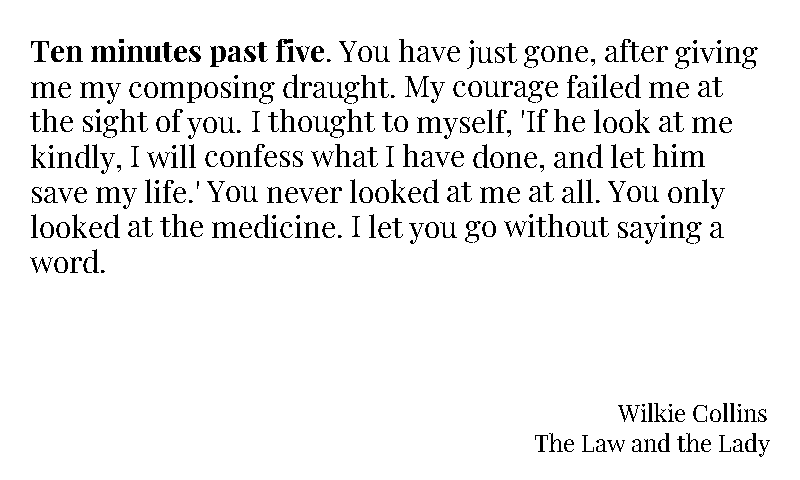 Ten minutes past five. You have just gone, after giving
me my composing draught. My courage failed me at
the sight of you. I thought to myself, 'If he look at me
kindly, I will confess what I have done, and let him
save my life.' You never looked at me at all. You only
looked at the medicine. I let you go without saying a
word.
Wilkie Collins
The Law and the Lady